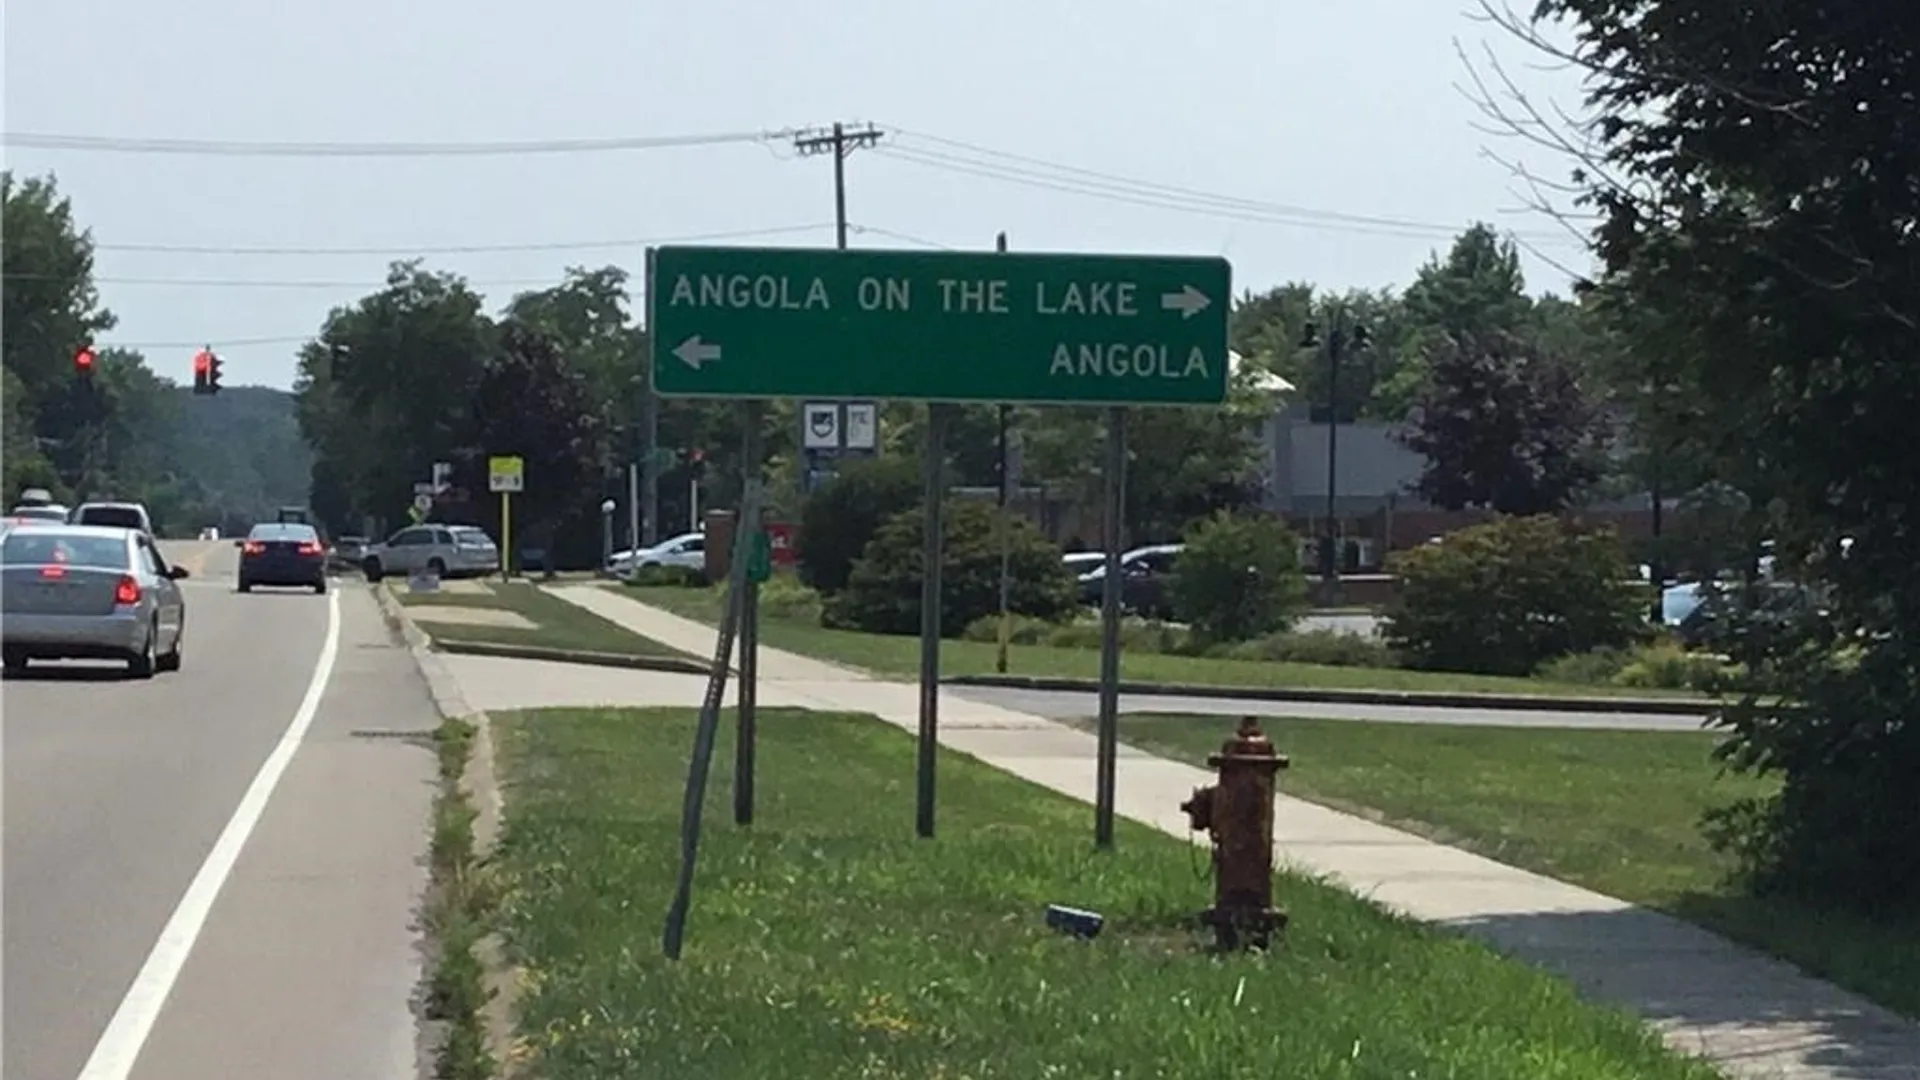 ANGOLA ON THE LAKE →
← ANGOLA